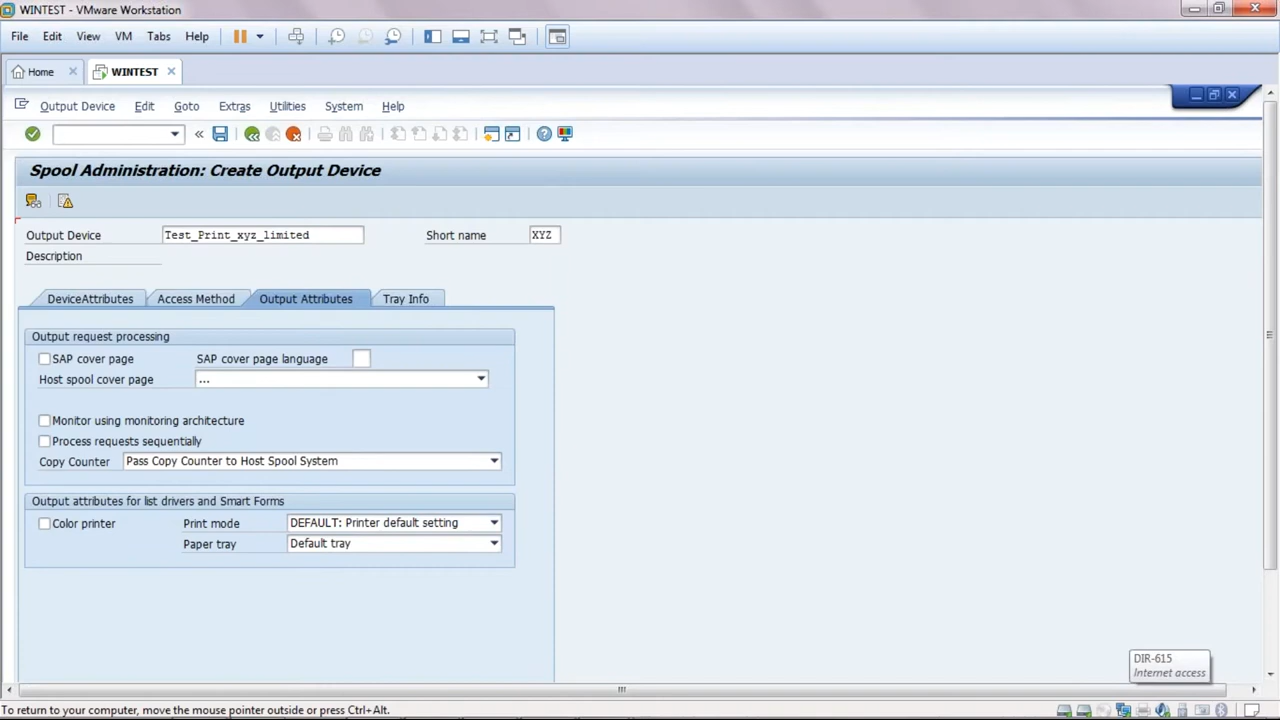 WINTEST - VMware Workstation
File Edit View VM Tabs Help
Home WINTEST
Output Device Edit Goto Extras Utilities System Help
Spool Administration: Create Output Device
Output Device Test_Print_xyz_limited Short name XYZ
Description
DeviceAttributes Access Method Output Attributes Tray Info
Output request processing
SAP cover page SAP cover page language
Host spool cover page ...
Monitor using monitoring architecture
Process requests sequentially
Copy Counter Pass Copy Counter to Host Spool System
Output attributes for list drivers and Smart Forms
Color printer Print mode DEFAULT: Printer default setting
Paper tray Default tray
DIR-615
Internet access
To return to your computer, move the mouse pointer outside or press Ctrl+Alt.